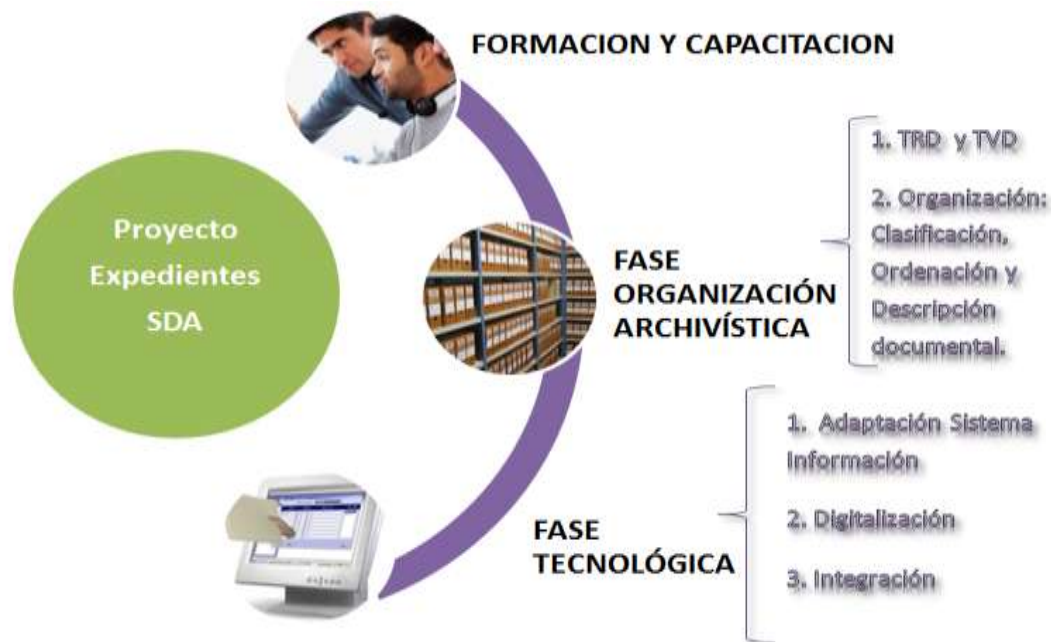 FORMACION Y CAPACITACION
Proyecto
Expedientes
SDA
FASE
ORGANIZACIÓN
ARCHIVÍSTICA
1. TRD y TVD
2. Organización:
Clasificación,
Ordenación y
Descripción
documental.
FASE
TECNOLÓGICA
1. Adaptación Sistema
Información
2. Digitalización
3. Integración